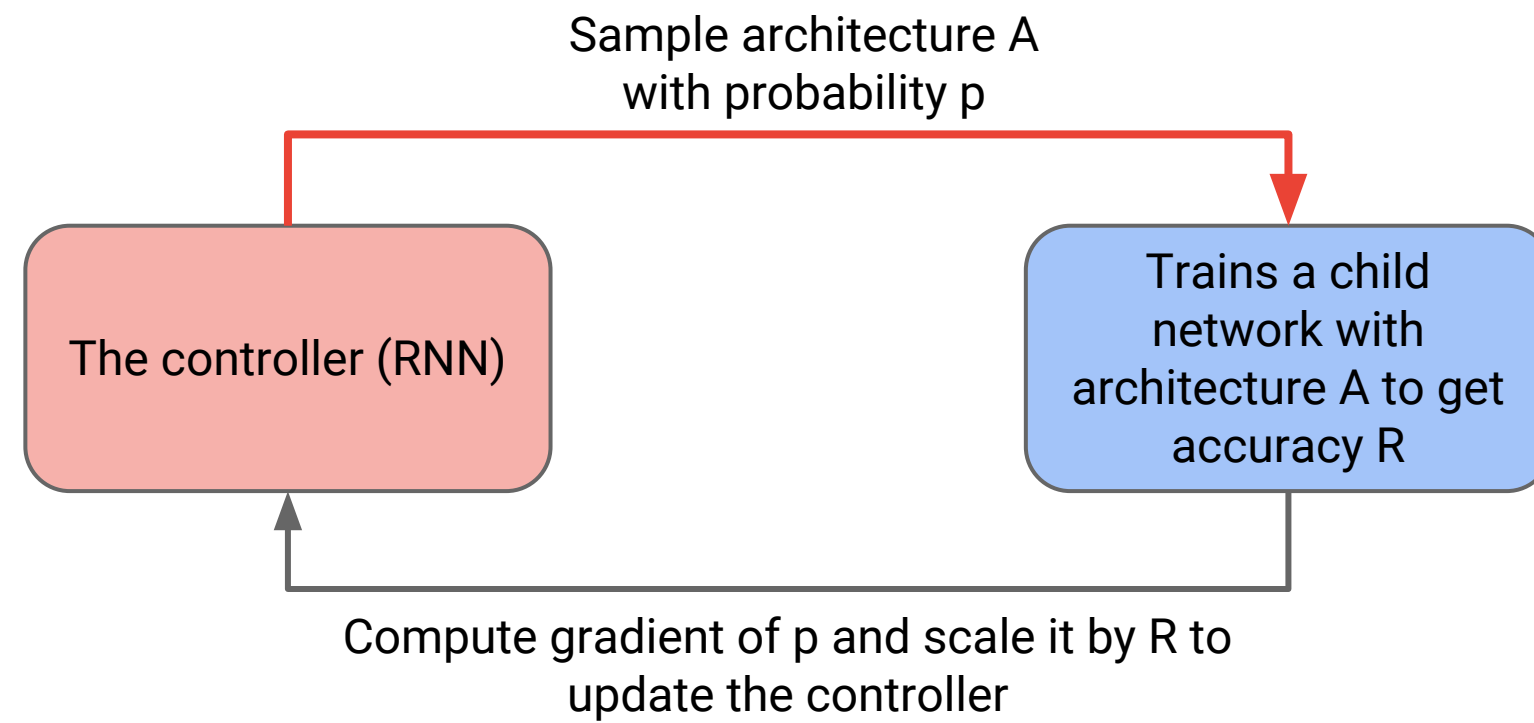 Sample architecture A
with probability p
The controller (RNN)
Trains a child
network with
architecture A to get
accuracy R
Compute gradient of p and scale it by R to
update the controller